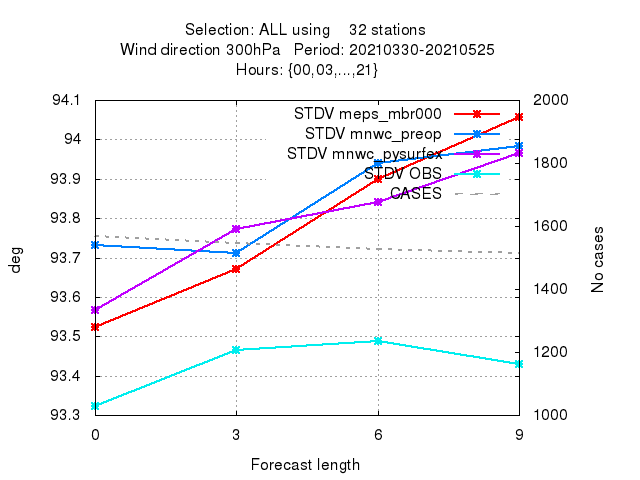 Selection: ALL using    32 stations
Wind direction 300hPa   Period: 20210330-20210525
Hours: {00,03,...,21}
94.1
94
93.9
93.8
93.7
93.6
93.5
93.4
93.3
deg
STDV meps_mbr000
STDV mnwc_preop
STDV mnwc_pysurfex
STDV OBS
CASES
2000
1800
1600
1400
1200
1000
No cases
0 3 6 9
Forecast length